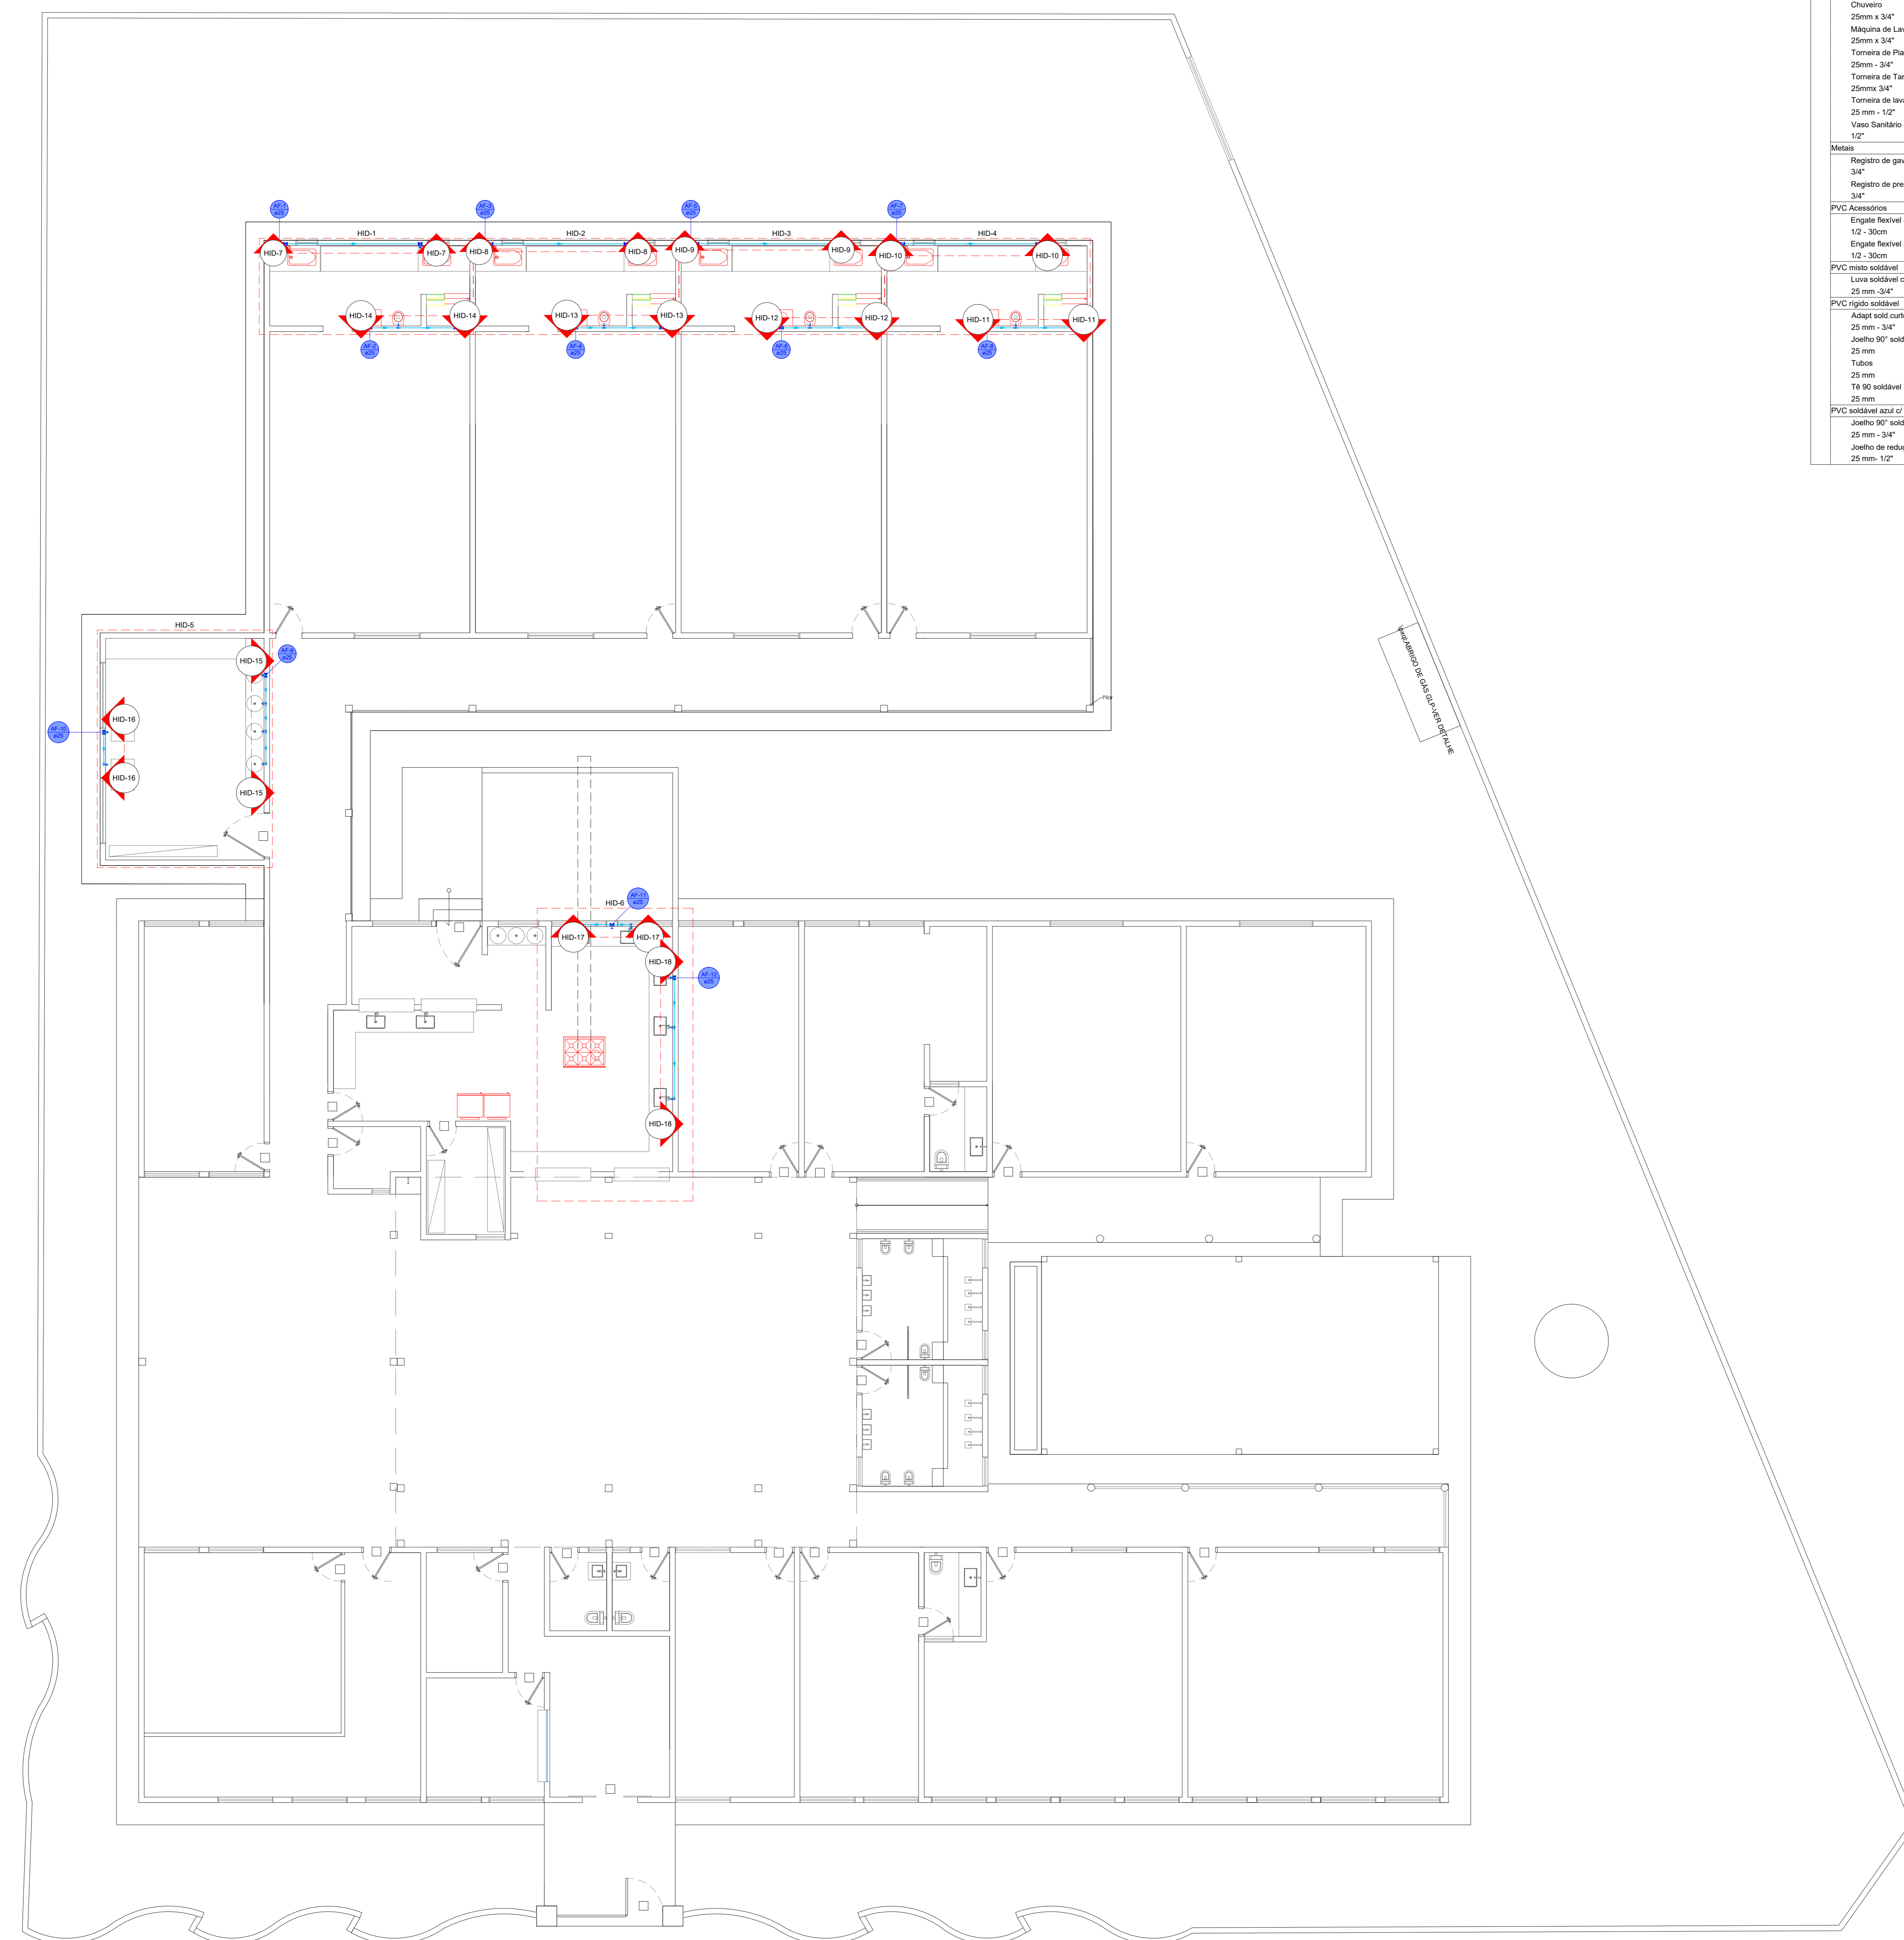 Chuveiro
25mm x 3/4"
Máquina de Lav
25mm x 3/4"
Torneira de Pia
25mm - 3/4"
Torneira de Tan
25mmx 3/4"
Torneira de lava
25 mm - 1/2"
Vaso Sanitário
1/2"
Metais
Registro de gav
3/4"
Registro de pre
3/4"
PVC Acessórios
Engate flexível
1/2 - 30cm
Engate flexível
1/2 - 30cm
PVC misto soldável
Luva soldável c
25 mm -3/4"
PVC rígido soldável
Adapt sold.curto
25 mm - 3/4"
Joelho 90° sold
25 mm
Tubos
25 mm
Tê 90 soldável
25 mm
PVC soldável azul c/
Joelho 90° sold
25 mm - 3/4"
Joelho de reduç
25 mm- 1/2"
AF-1
ø25
AF-3
ø25
AF-5
ø25
AF-7
ø25
HID-1
HID-2
HID-3
HID-4
HID-7
HID-7
HID-8
HID-8
HID-9
HID-9
HID-10
HID-10
HID-14
HID-14
HID-13
HID-13
HID-12
HID-12
HID-11
HID-11
AF-2
ø25
AF-4
ø25
AF-6
ø25
AF-8
ø25
HID-5
HID-15
AF-9
ø25
\pxqtABRIGO DE GÁS GLP-VER DETALHE
Pilar
HID-16
AF-10
ø25
HID-16
HID-15
AF-11
ø25
HID-6
HID-17
HID-17
HID-18
AF-12
ø25
HID-18